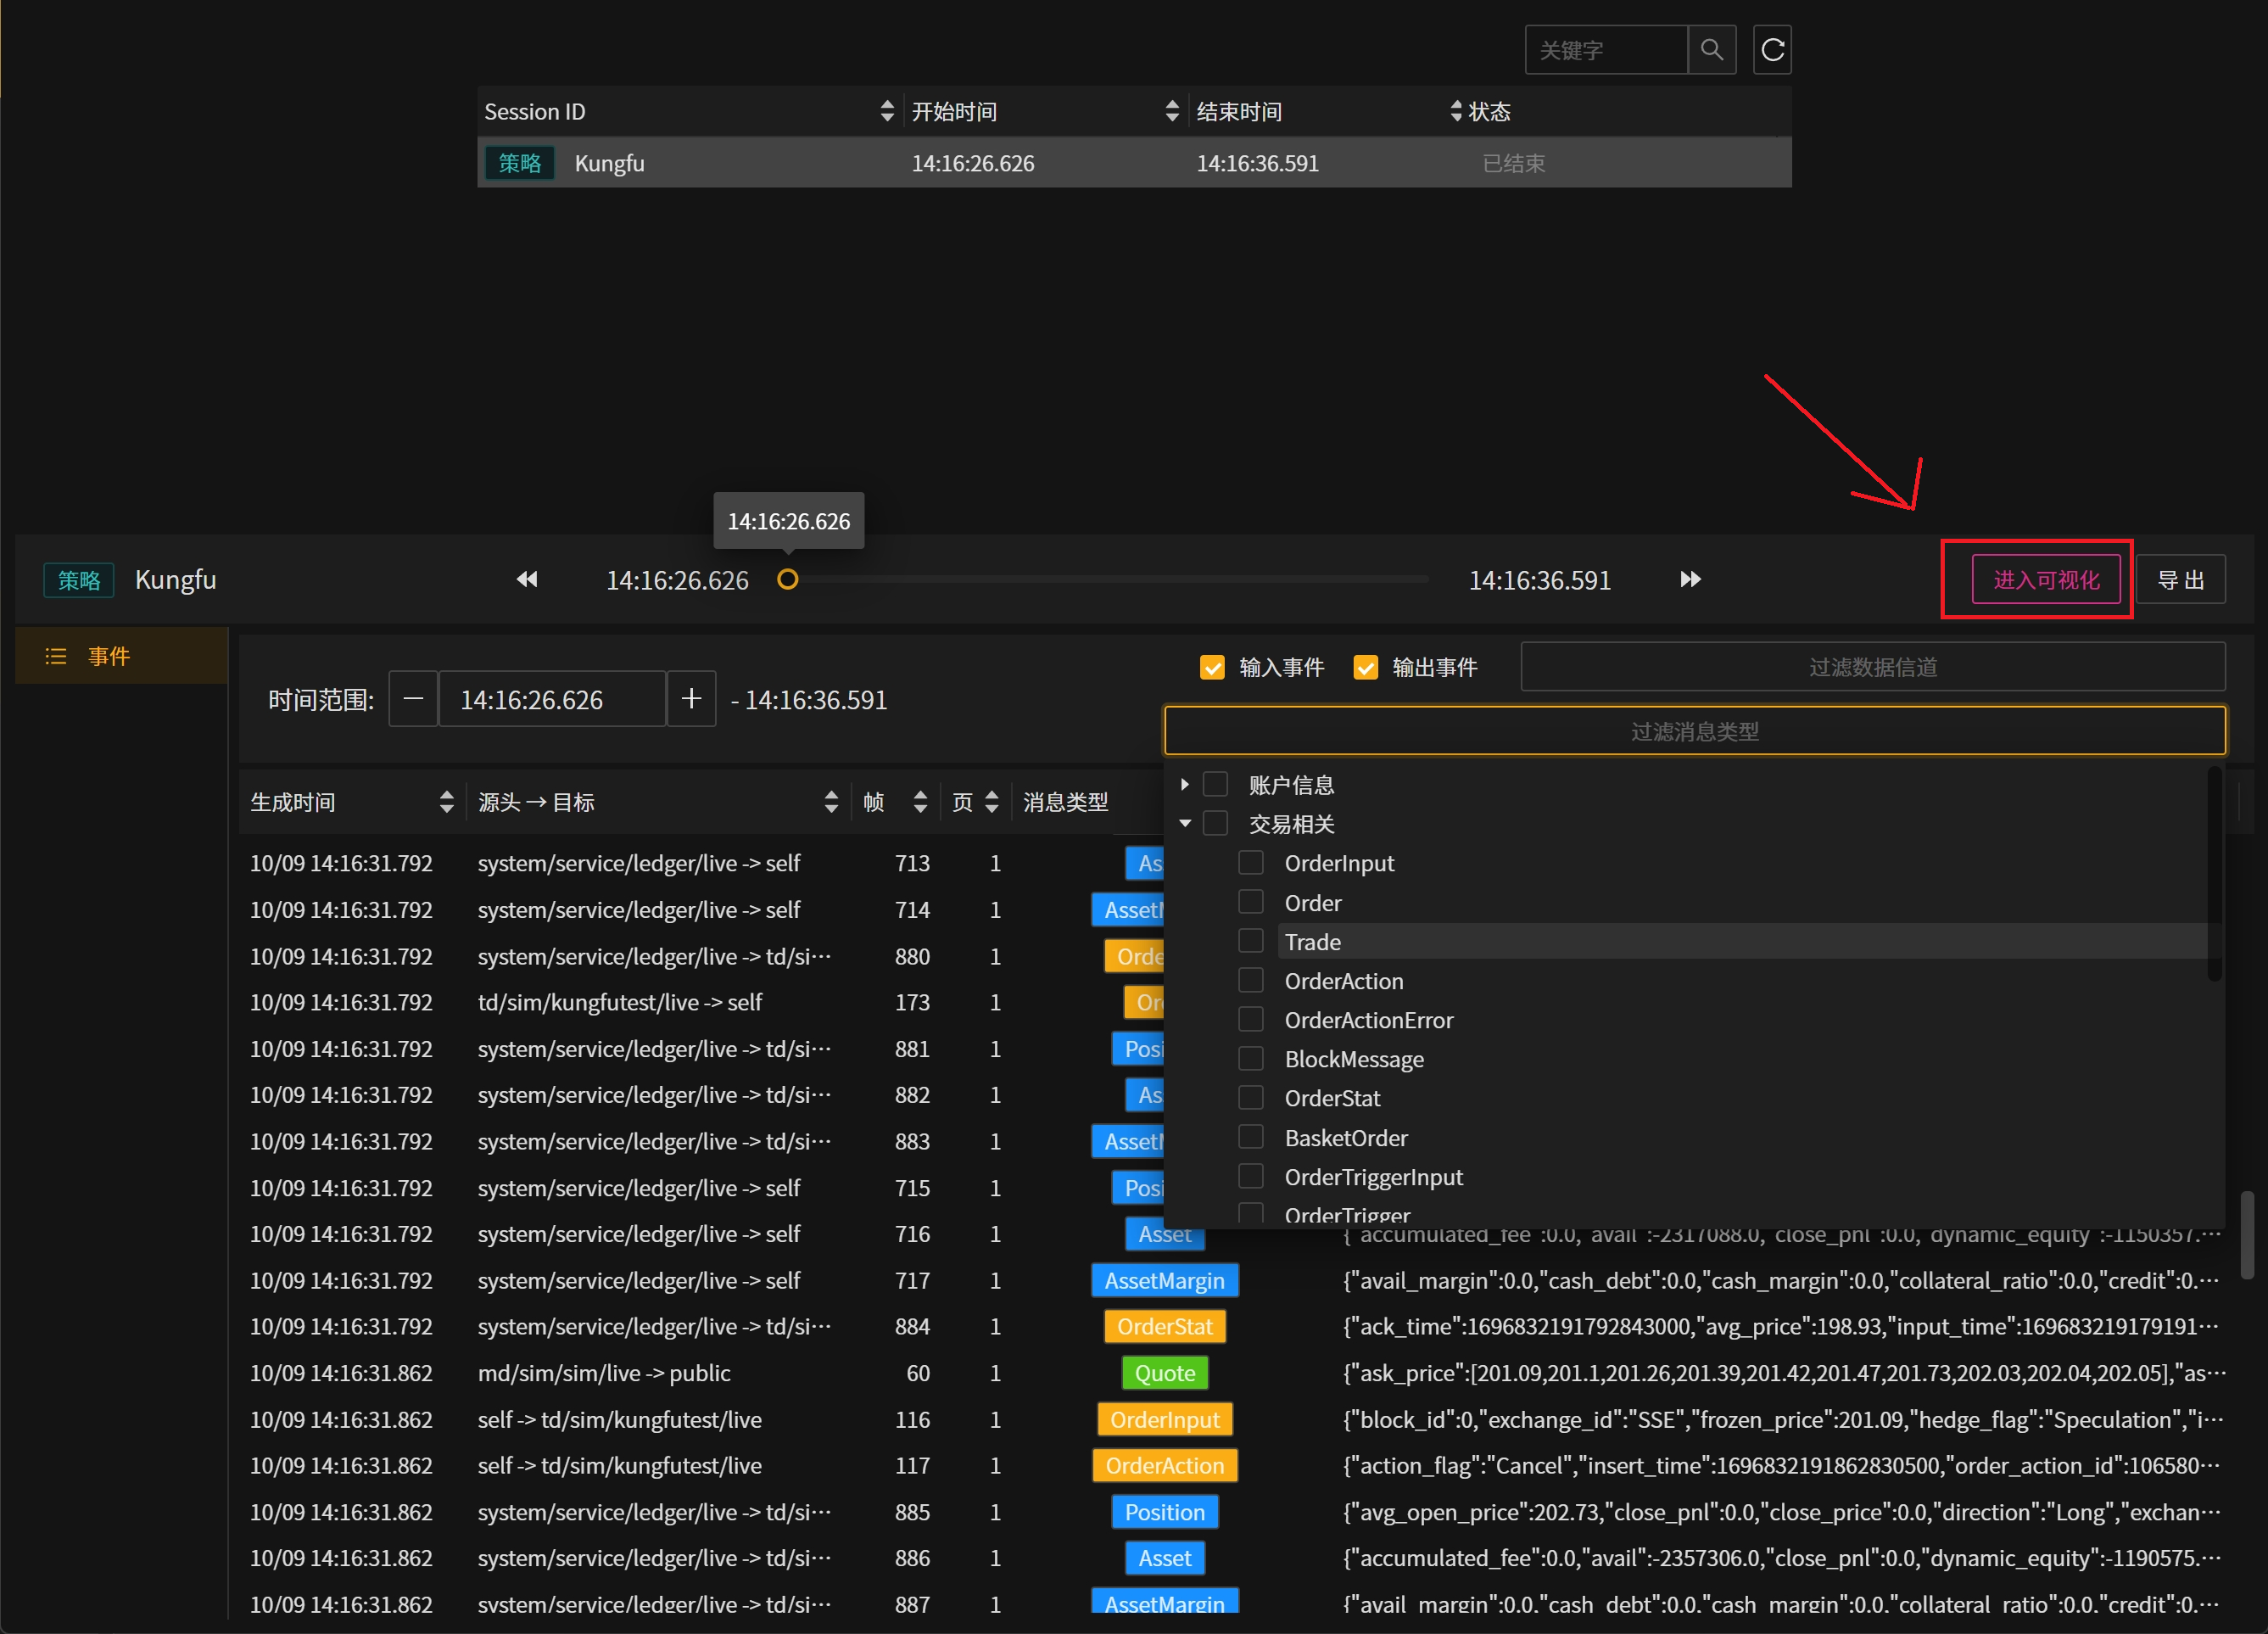 关键字
Session ID 开始时间 结束时间 状态
策略 Kungfu 14:16:26.626 14:16:36.591 已结束
14:16:26.626
策略 Kungfu 14:16:26.626 14:16:36.591 进入可视化 导出
事件
输入事件 输出事件 过滤数据信道
时间范围: 14:16:26.626 - 14:16:36.591
过滤消息类型
账户信息
交易相关
OrderInput
Order
Trade
OrderAction
OrderActionError
BlockMessage
OrderStat
BasketOrder
OrderTriggerInput
OrderTrigger
生成时间 源头 → 目标 帧 页 消息类型
10/09 14:16:31.792 system/service/ledger/live -> self 713 1 As
10/09 14:16:31.792 system/service/ledger/live -> self 714 1 Asset
10/09 14:16:31.792 system/service/ledger/live -> td/si··· 880 1 Orde
10/09 14:16:31.792 td/sim/kungfutest/live -> self 173 1 Or
10/09 14:16:31.792 system/service/ledger/live -> td/si··· 881 1 Posi
10/09 14:16:31.792 system/service/ledger/live -> td/si··· 882 1 As
10/09 14:16:31.792 system/service/ledger/live -> td/si··· 883 1 Asset
10/09 14:16:31.792 system/service/ledger/live -> self 715 1 Posi
10/09 14:16:31.792 system/service/ledger/live -> self 716 1 Asset {"accumulated_fee":0.0,"avail":-2317088.0,"close_pnl":0.0,"dynamic_equity":-1150357.···
10/09 14:16:31.792 system/service/ledger/live -> self 717 1 AssetMargin {"avail_margin":0.0,"cash_debt":0.0,"cash_margin":0.0,"collateral_ratio":0.0,"credit":0.···
10/09 14:16:31.792 system/service/ledger/live -> td/si··· 884 1 OrderStat {"ack_time":1696832191792843000,"avg_price":198.93,"input_time":169683219179191···
10/09 14:16:31.862 md/sim/sim/live -> public 60 1 Quote {"ask_price":[201.09,201.1,201.26,201.39,201.42,201.47,201.73,202.03,202.04,202.05],"as···
10/09 14:16:31.862 self -> td/sim/kungfutest/live 116 1 OrderInput {"block_id":0,"exchange_id":"SSE","frozen_price":201.09,"hedge_flag":"Speculation","i···
10/09 14:16:31.862 self -> td/sim/kungfutest/live 117 1 OrderAction {"action_flag":"Cancel","insert_time":1696832191862830500,"order_action_id":106580···
10/09 14:16:31.862 system/service/ledger/live -> td/si··· 885 1 Position {"avg_open_price":202.73,"close_pnl":0.0,"close_price":0.0,"direction":"Long","exchan···
10/09 14:16:31.862 system/service/ledger/live -> td/si··· 886 1 Asset {"accumulated_fee":0.0,"avail":-2357306.0,"close_pnl":0.0,"dynamic_equity":-1190575.···
10/09 14:16:31.862 system/service/ledger/live -> td/si··· 887 1 AssetMargin {"avail_margin":0.0,"cash_debt":0.0,"cash_margin":0.0,"collateral_ratio":0.0,"credit":0.···